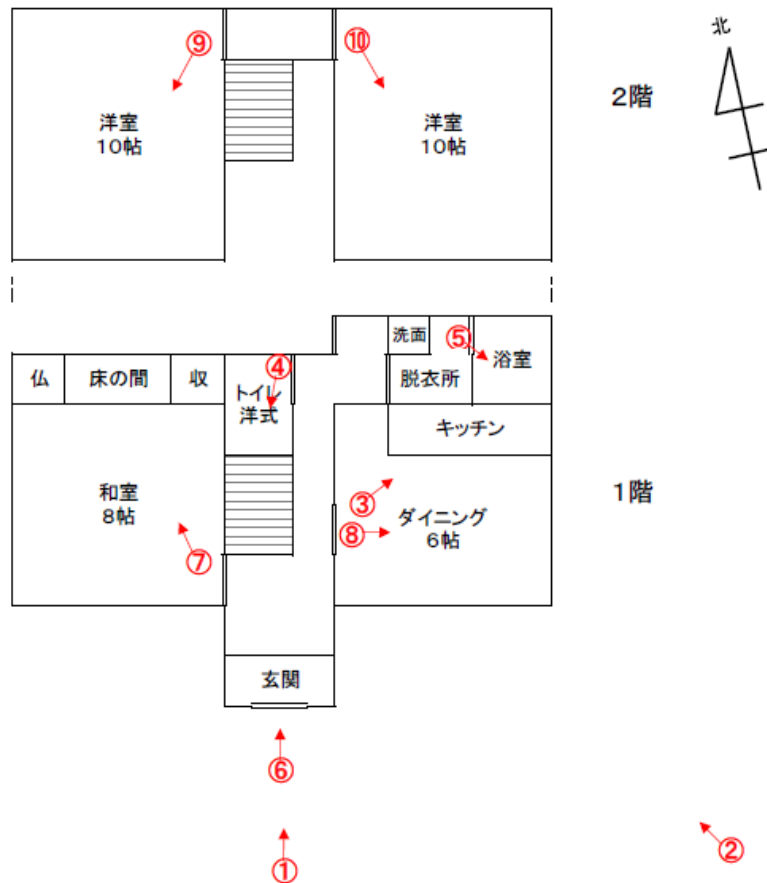 ⑨
⑩
北
2階
洋室
10帖
洋室
10帖
洗面
⑤
仏
床の間
収
④
トイレ
洋式
脱衣所
浴室
キッチン
和室
8帖
③
ダイニング
6帖
⑧
1階
⑦
玄関
⑥
②
①